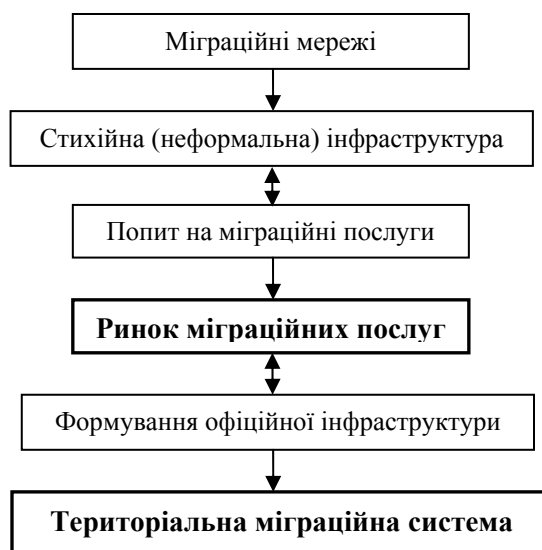 Міграційні мережі
Стихійна (неформальна) інфраструктура
Попит на міграційні послуги
Ринок міграційних послуг
Формування офіційної інфраструктури
Територіальна міграційна система